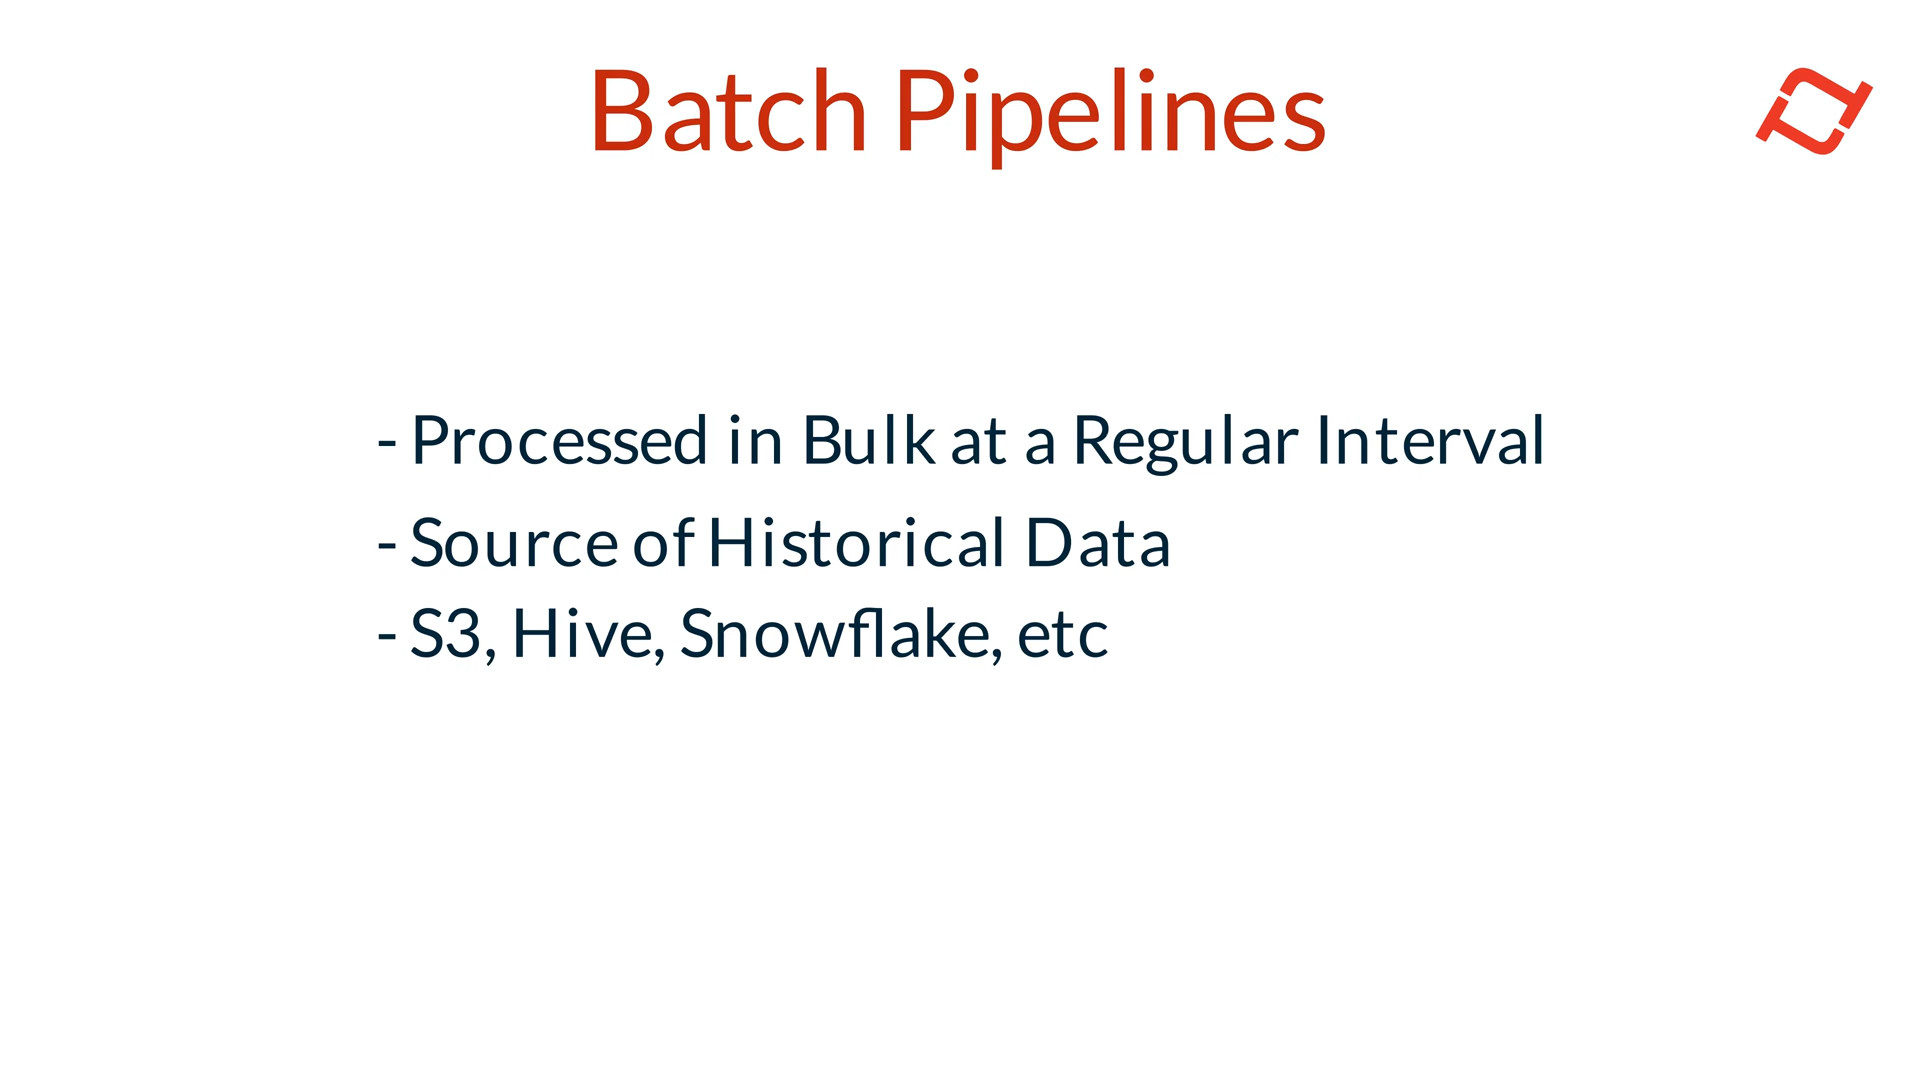 Batch Pipelines
- Processed in Bulk at a Regular Interval
- Source of Historical Data
- S3, Hive, Snowflake, etc